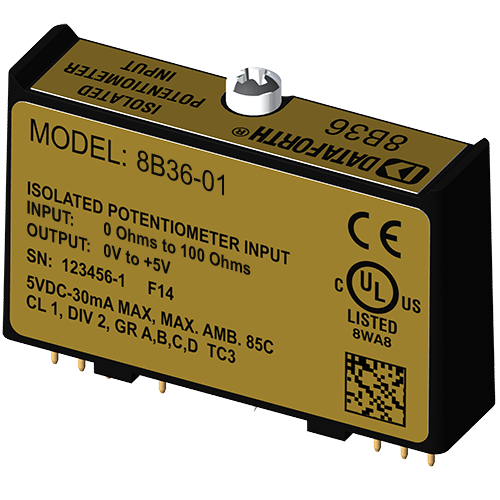 ISOLATED
POTENTIOMETER
INPUT
8B36
DATAFORTH®
MODEL: 8B36-01
ISOLATED POTENTIOMETER INPUT
INPUT: 0 Ohms to 100 Ohms
OUTPUT: 0V to +5V
SN: 123456-1 F14
5VDC-30mA MAX, MAX. AMB. 85C
CL 1, DIV 2, GR A,B,C,D TC3
CE
C UL US
LISTED
8WA8